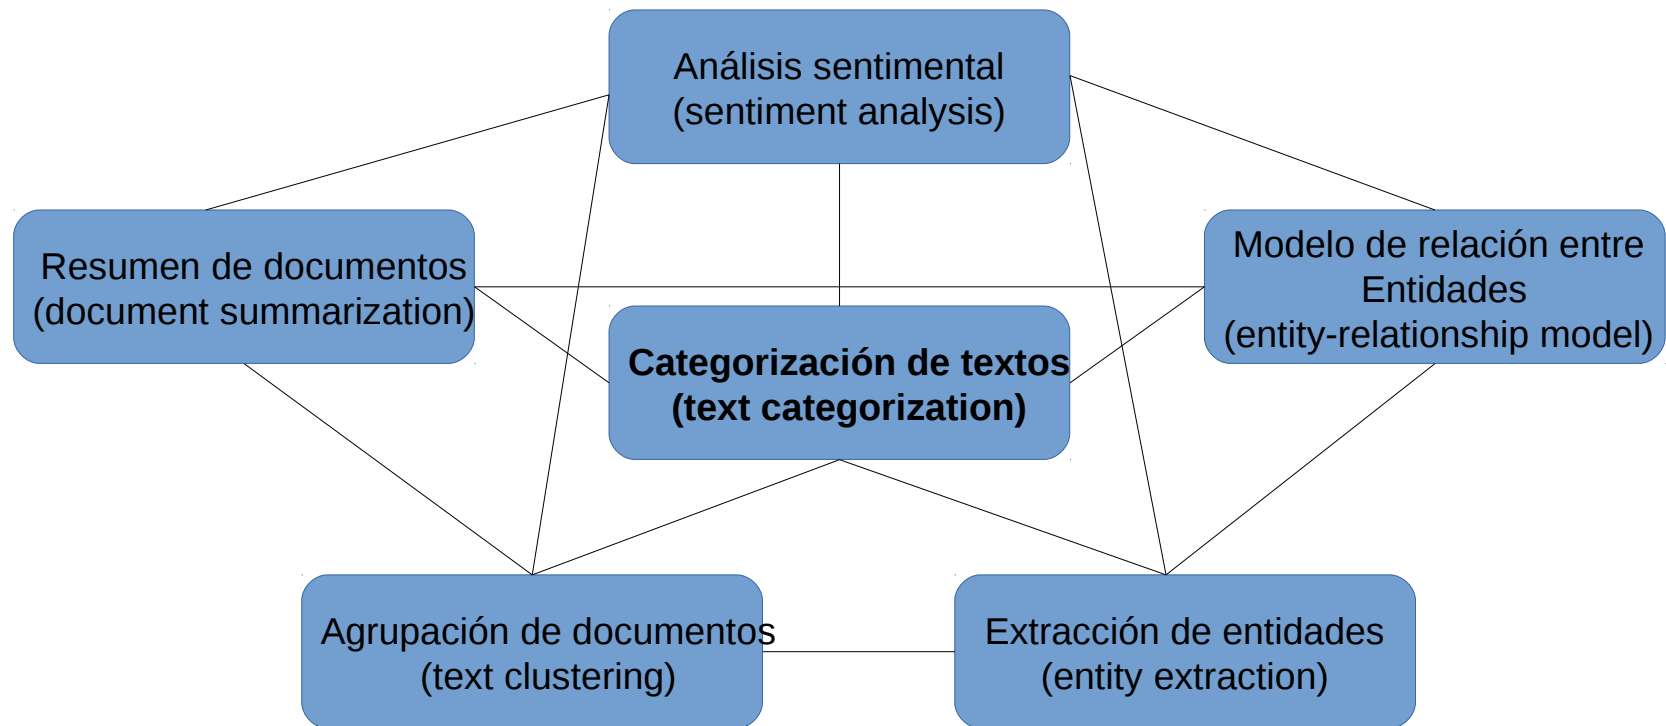 Análisis sentimental
(sentiment analysis)
Resumen de documentos
(document summarization)
Modelo de relación entre
Entidades
(entity-relationship model)
Categorización de textos
(text categorization)
Agrupación de documentos
(text clustering)
Extracción de entidades
(entity extraction)